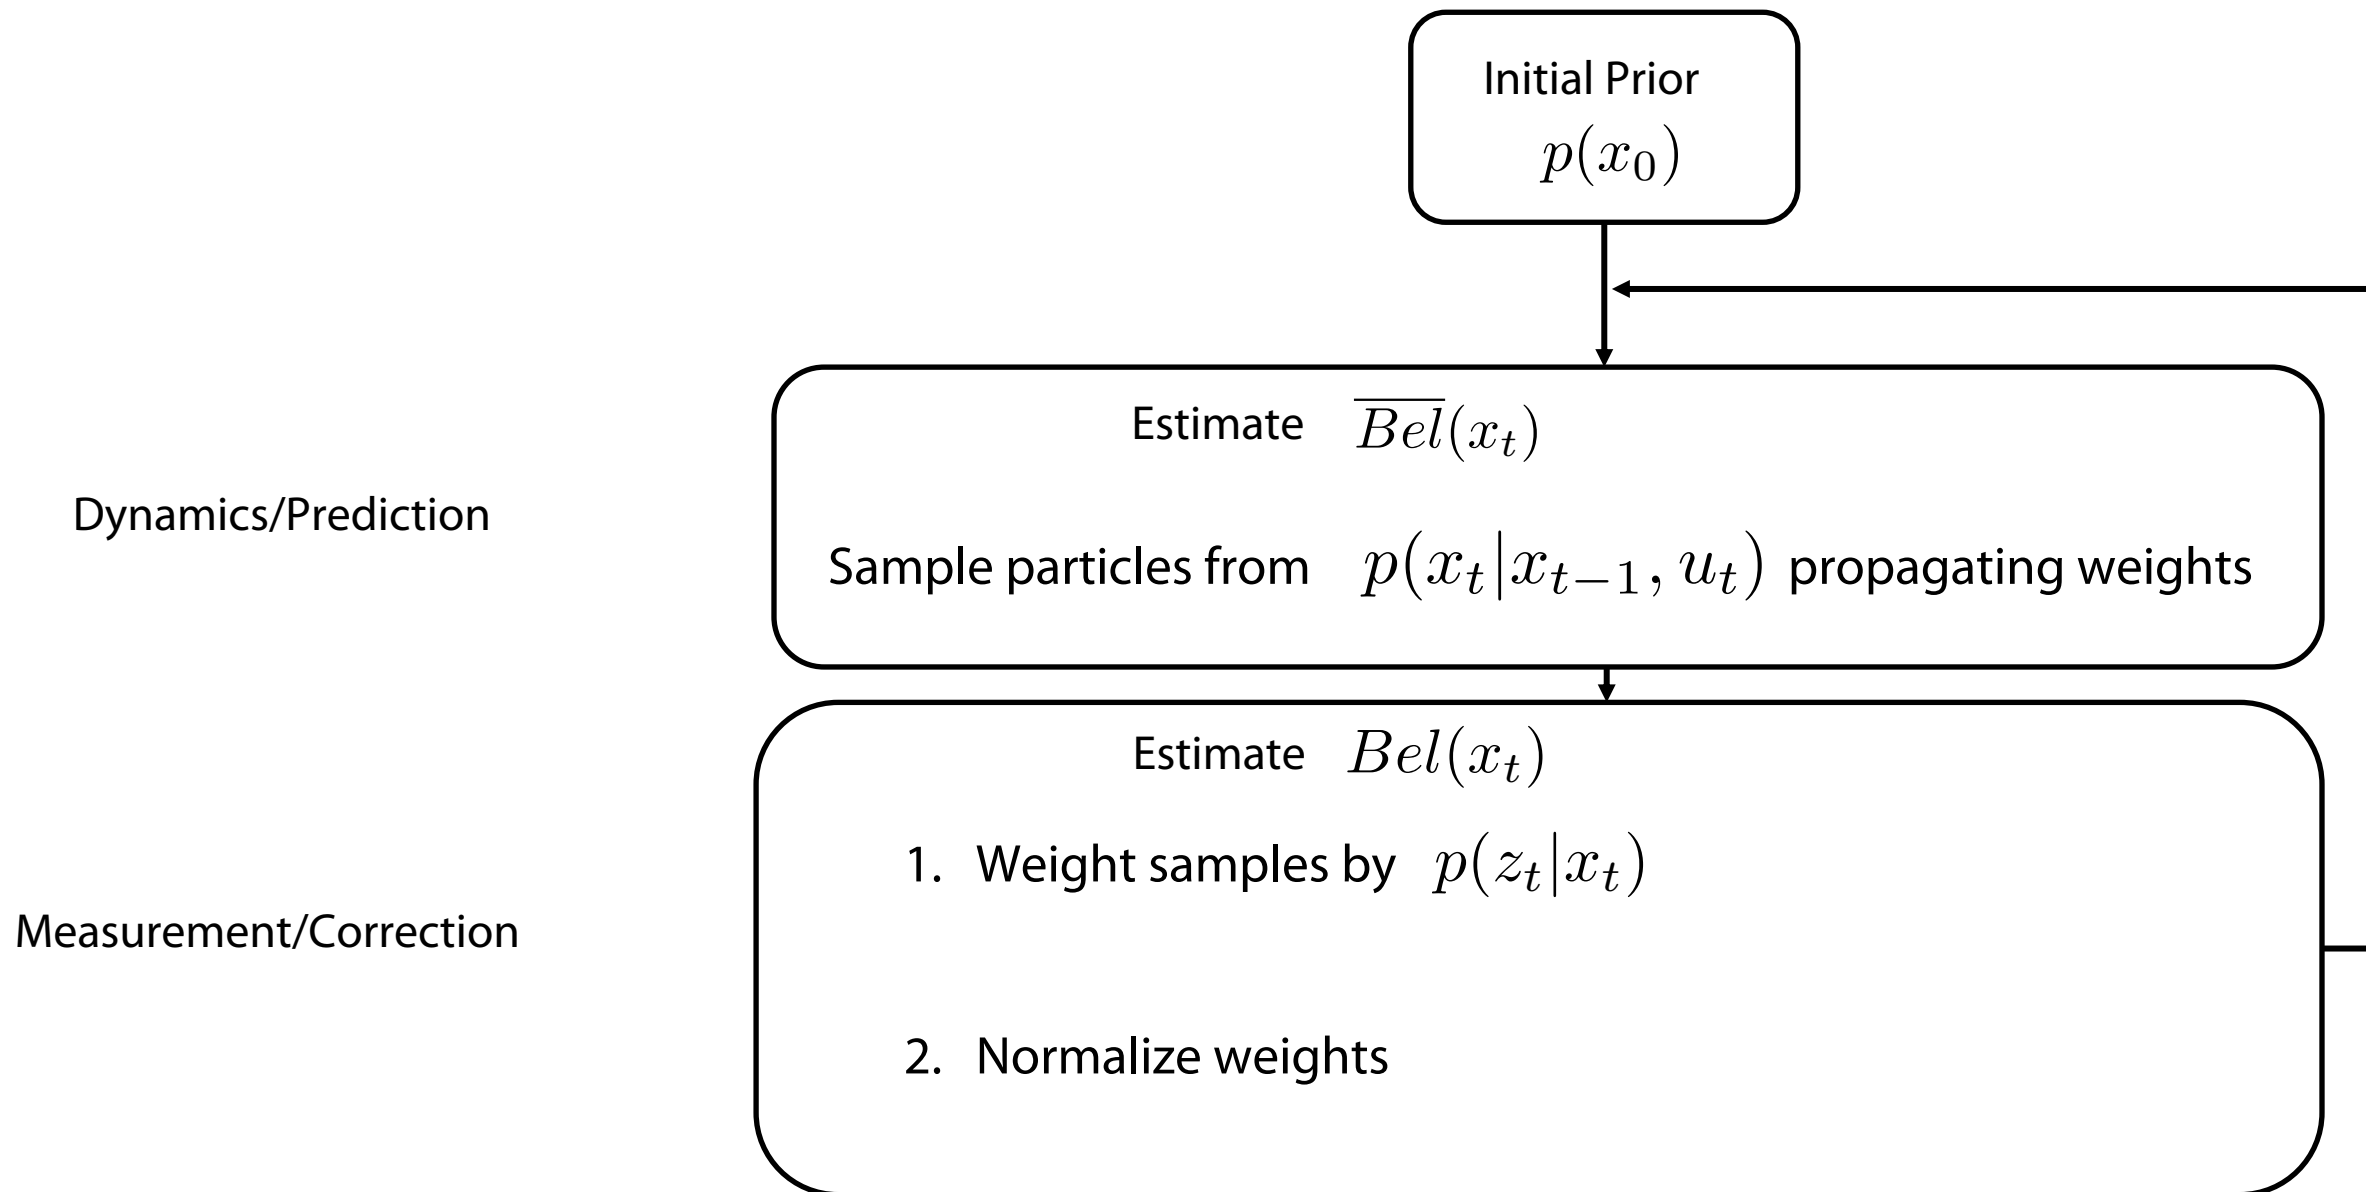 Initial Prior
p(x_0)
Estimate \overline{Bel}(x_t)
Dynamics/Prediction
Sample particles from p(x_t|x_{t-1}, u_t) propagating weights
Estimate Bel(x_t)
1. Weight samples by p(z_t|x_t)
Measurement/Correction
2. Normalize weights